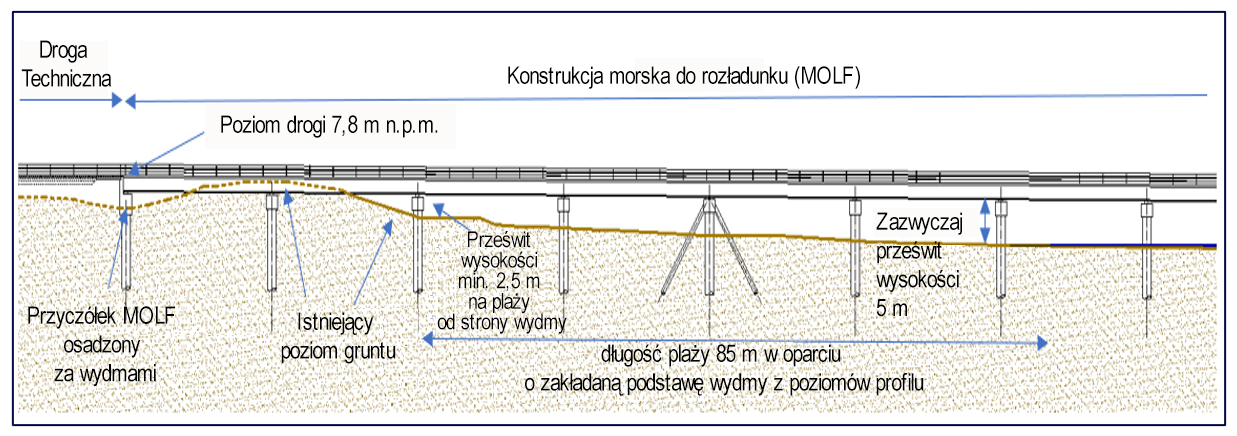 Droga
Techniczna
Konstrukcja morska do rozładunku (MOLF)
Poziom drogi 7,8 m n.p.m.
Zazwyczaj
prześwit
wysokości
5 m
Prześwit
wysokości
min. 2,5 m
na plaży
od strony wydmy
Przyczółek MOLF
osadzony
za wydmami
Istniejący
poziom gruntu
długość plaży 85 m w oparciu
o zakładaną podstawę wydmy z poziomów profilu